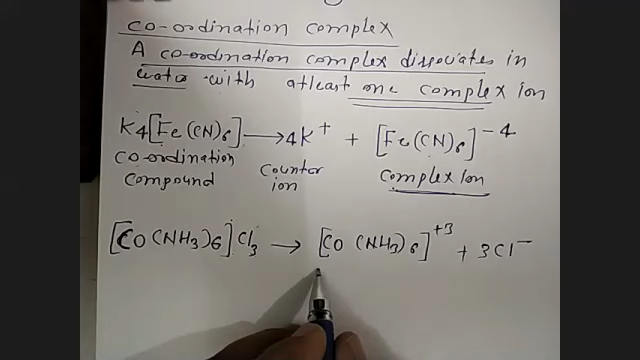 co-ordination complex
A co-ordination complex dissociates in
water with atleast one complex ion
K4[Fe(CN)6] → 4K⁺ + [Fe(CN)6]⁻⁴
co-ordination counter complex Ion
compound ion
[CO(NH3)6]Cl3 → [CO(NH3)6]⁺³ + 3Cl⁻